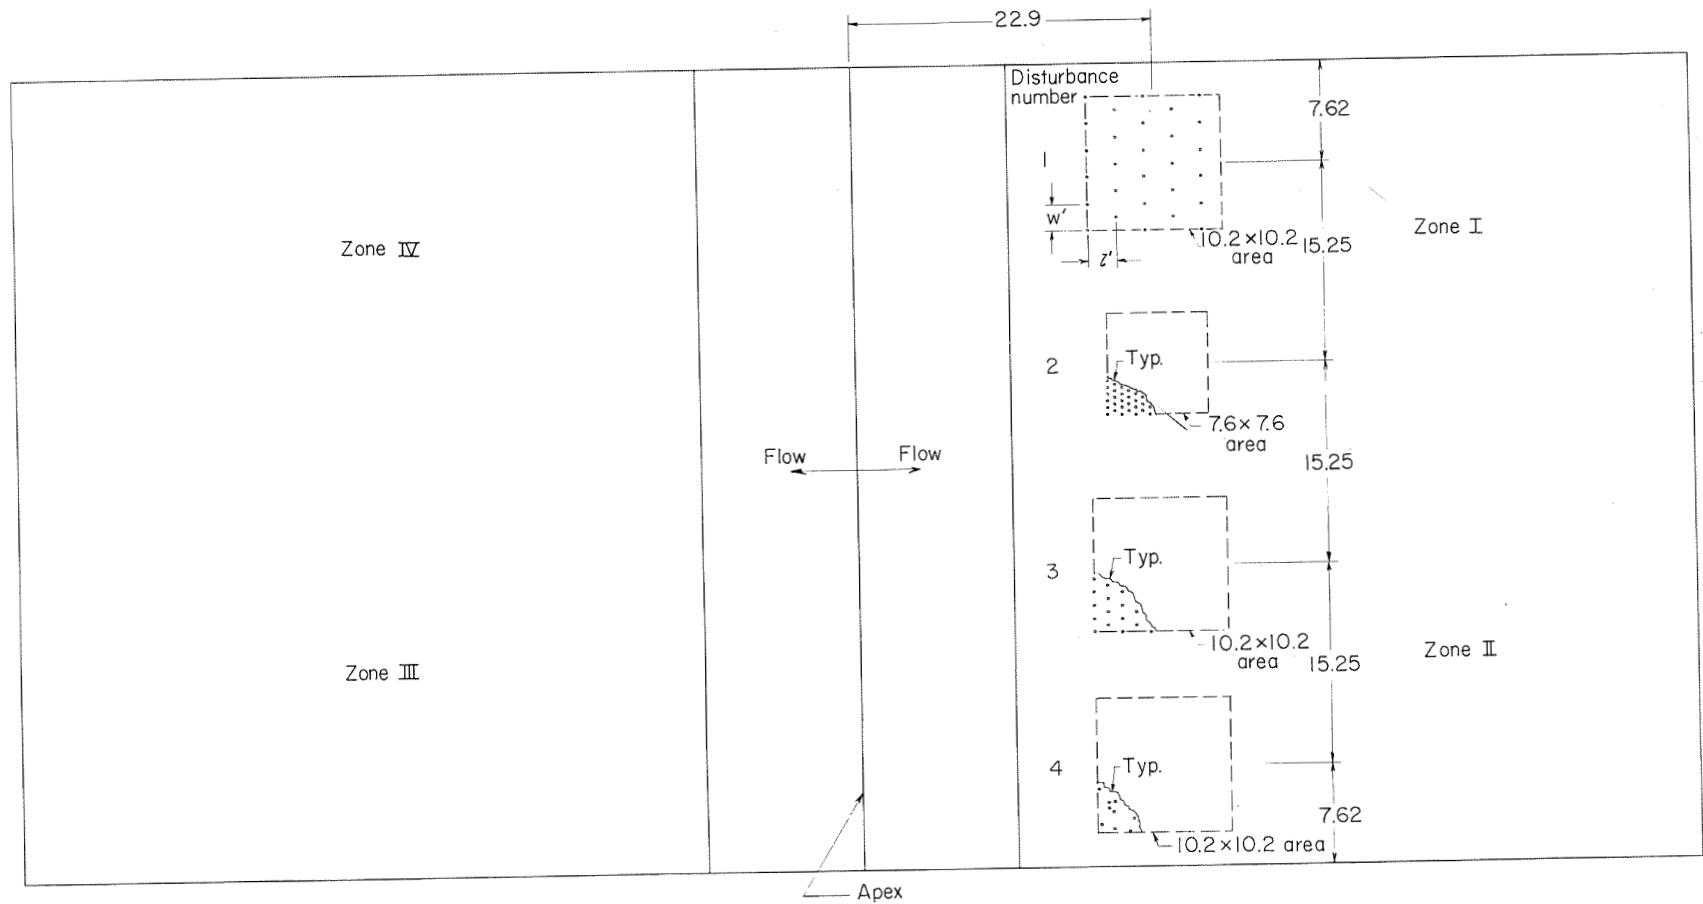 22.9
Disturbance
number
7.62
1
w'
l'
10.2×10.2
area
15.25
Zone I
Zone IV
2
Typ.
7.6×7.6
area
Flow
Flow
15.25
3
Typ.
10.2×10.2
area
15.25
Zone II
Zone III
4
Typ.
7.62
10.2×10.2 area
Apex